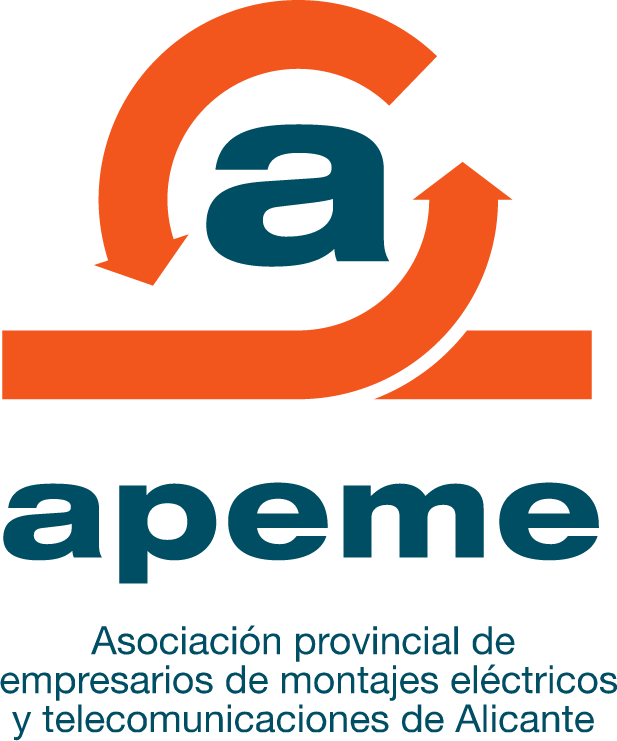 a
apeme
Asociación provincial de
empresarios de montajes eléctricos
y telecomunicaciones de Alicante